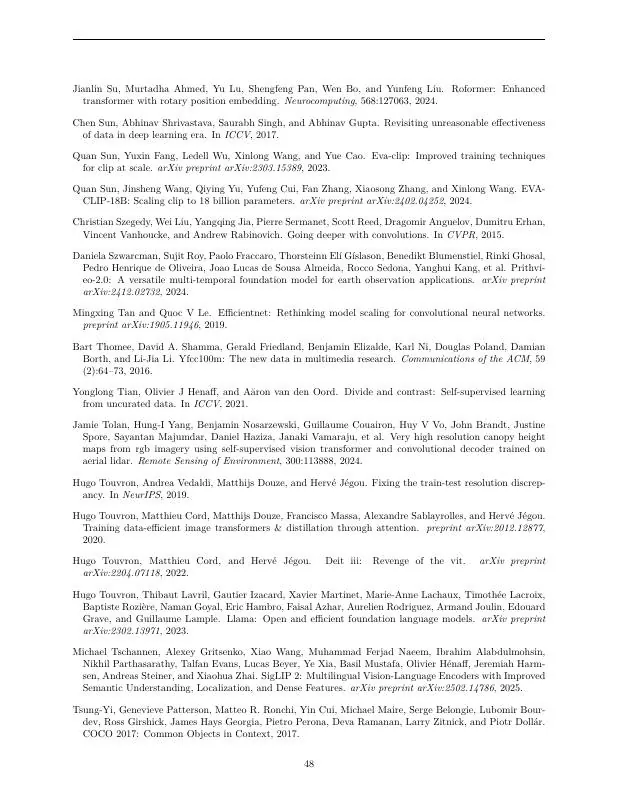 Jianlin Su, Murtadha Ahmed, Yu Lu, Shengfeng Pan, Wen Bo, and Yunfeng Liu. Roformer: Enhanced
transformer with rotary position embedding. Neurocomputing, 568:127063, 2024.
Chen Sun, Abhinav Shrivastava, Saurabh Singh, and Abhinav Gupta. Revisiting unreasonable effectiveness
of data in deep learning era. In ICCV, 2017.
Quan Sun, Yuxin Fang, Ledell Wu, Xinlong Wang, and Yue Cao. Eva-clip: Improved training techniques
for clip at scale. arXiv preprint arXiv:2303.15389, 2023.
Quan Sun, Jinsheng Wang, Qiying Yu, Yufeng Cui, Fan Zhang, Xiaosong Zhang, and Xinlong Wang. EVA-
CLIP-18B: Scaling clip to 18 billion parameters. arXiv preprint arXiv:2402.04252, 2024.
Christian Szegedy, Wei Liu, Yangqing Jia, Pierre Sermanet, Scott Reed, Dragomir Anguelov, Dumitru Erhan,
Vincent Vanhoucke, and Andrew Rabinovich. Going deeper with convolutions. In CVPR, 2015.
Daniela Szwarcman, Sujit Roy, Paolo Fraccaro, Thorsteinn Elí Gíslason, Benedikt Blumenstiel, Rinki Ghosal,
Pedro Henrique de Oliveira, Joao Lucas de Sousa Almeida, Rocco Sedona, Yanghui Kang, et al. Prithvi-
eo-2.0: A versatile multi-temporal foundation model for earth observation applications. arXiv preprint
arXiv:2412.02732, 2024.
Mingxing Tan and Quoc V Le. Efficientnet: Rethinking model scaling for convolutional neural networks.
preprint arXiv:1905.11946, 2019.
Bart Thomee, David A. Shamma, Gerald Friedland, Benjamin Elizalde, Karl Ni, Douglas Poland, Damian
Borth, and Li-Jia Li. Yfcc100m: The new data in multimedia research. Communications of the ACM, 59
(2):64–73, 2016.
Yonglong Tian, Olivier J Henaff, and Aäron van den Oord. Divide and contrast: Self-supervised learning
from uncurated data. In ICCV, 2021.
Jamie Tolan, Hung-I Yang, Benjamin Nosarzewski, Guillaume Couairon, Huy V Vo, John Brandt, Justine
Spore, Sayantan Majumdar, Daniel Haziza, Janaki Vamaraju, et al. Very high resolution canopy height
maps from rgb imagery using self-supervised vision transformer and convolutional decoder trained on
aerial lidar. Remote Sensing of Environment, 300:113888, 2024.
Hugo Touvron, Andrea Vedaldi, Matthijs Douze, and Hervé Jégou. Fixing the train-test resolution discrep-
ancy. In NeurIPS, 2019.
Hugo Touvron, Matthieu Cord, Matthijs Douze, Francisco Massa, Alexandre Sablayrolles, and Hervé Jégou.
Training data-efficient image transformers & distillation through attention. preprint arXiv:2012.12877,
2020.
Hugo Touvron, Matthieu Cord, and Hervé Jégou. Deit iii: Revenge of the vit. arXiv preprint
arXiv:2204.07118, 2022.
Hugo Touvron, Thibaut Lavril, Gautier Izacard, Xavier Martinet, Marie-Anne Lachaux, Timothée Lacroix,
Baptiste Rozière, Naman Goyal, Eric Hambro, Faisal Azhar, Aurelien Rodriguez, Armand Joulin, Edouard
Grave, and Guillaume Lample. Llama: Open and efficient foundation language models. arXiv preprint
arXiv:2302.13971, 2023.
Michael Tschannen, Alexey Gritsenko, Xiao Wang, Muhammad Ferjad Naeem, Ibrahim Alabdulmohsin,
Nikhil Parthasarathy, Talfan Evans, Lucas Beyer, Ye Xia, Basil Mustafa, Olivier Hénaff, Jeremiah Harm-
sen, Andreas Steiner, and Xiaohua Zhai. SigLIP 2: Multilingual Vision-Language Encoders with Improved
Semantic Understanding, Localization, and Dense Features. arXiv preprint arXiv:2502.14786, 2025.
Tsung-Yi, Genevieve Patterson, Matteo R. Ronchi, Yin Cui, Michael Maire, Serge Belongie, Lubomir Bour-
dev, Ross Girshick, James Hays Georgia, Pietro Perona, Deva Ramanan, Larry Zitnick, and Piotr Dollár.
COCO 2017: Common Objects in Context, 2017.
48